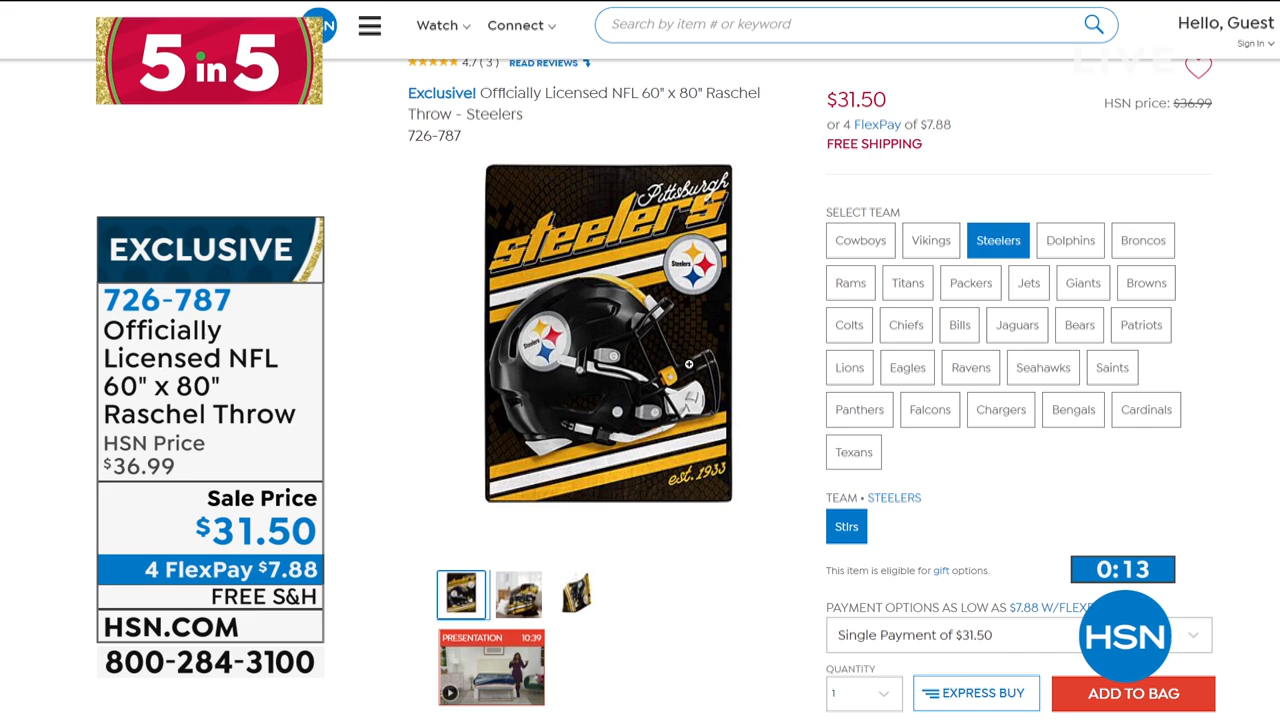 5 in 5
N
Watch
Connect
Search by item # or keyword
Hello, Guest
Sign In
LIVE
4.7 ( 3 ) READ REVIEWS
Exclusive! Officially Licensed NFL 60" x 80" Raschel
Throw - Steelers
726-787
$31.50
HSN price: $36.99
or 4 FlexPay of $7.88
FREE SHIPPING
EXCLUSIVE
726-787
Officially
Licensed NFL
60" x 80"
Raschel Throw
HSN Price
$36.99
Sale Price
$31.50
4 FlexPay $7.88
FREE S&H
HSN.COM
800-284-3100
Pittsburgh
steelers
Steelers
Steelers
est. 1933
PRESENTATION 10:39
SELECT TEAM
Cowboys Vikings Steelers Dolphins Broncos
Rams Titans Packers Jets Giants Browns
Colts Chiefs Bills Jaguars Bears Patriots
Lions Eagles Ravens Seahawks Saints
Panthers Falcons Chargers Bengals Cardinals
Texans
TEAM • STEELERS
Stlrs
This item is eligible for gift options.
0:13
PAYMENT OPTIONS AS LOW AS $7.88 W/FLEX
Single Payment of $31.50
HSN
QUANTITY
1
EXPRESS BUY
ADD TO BAG